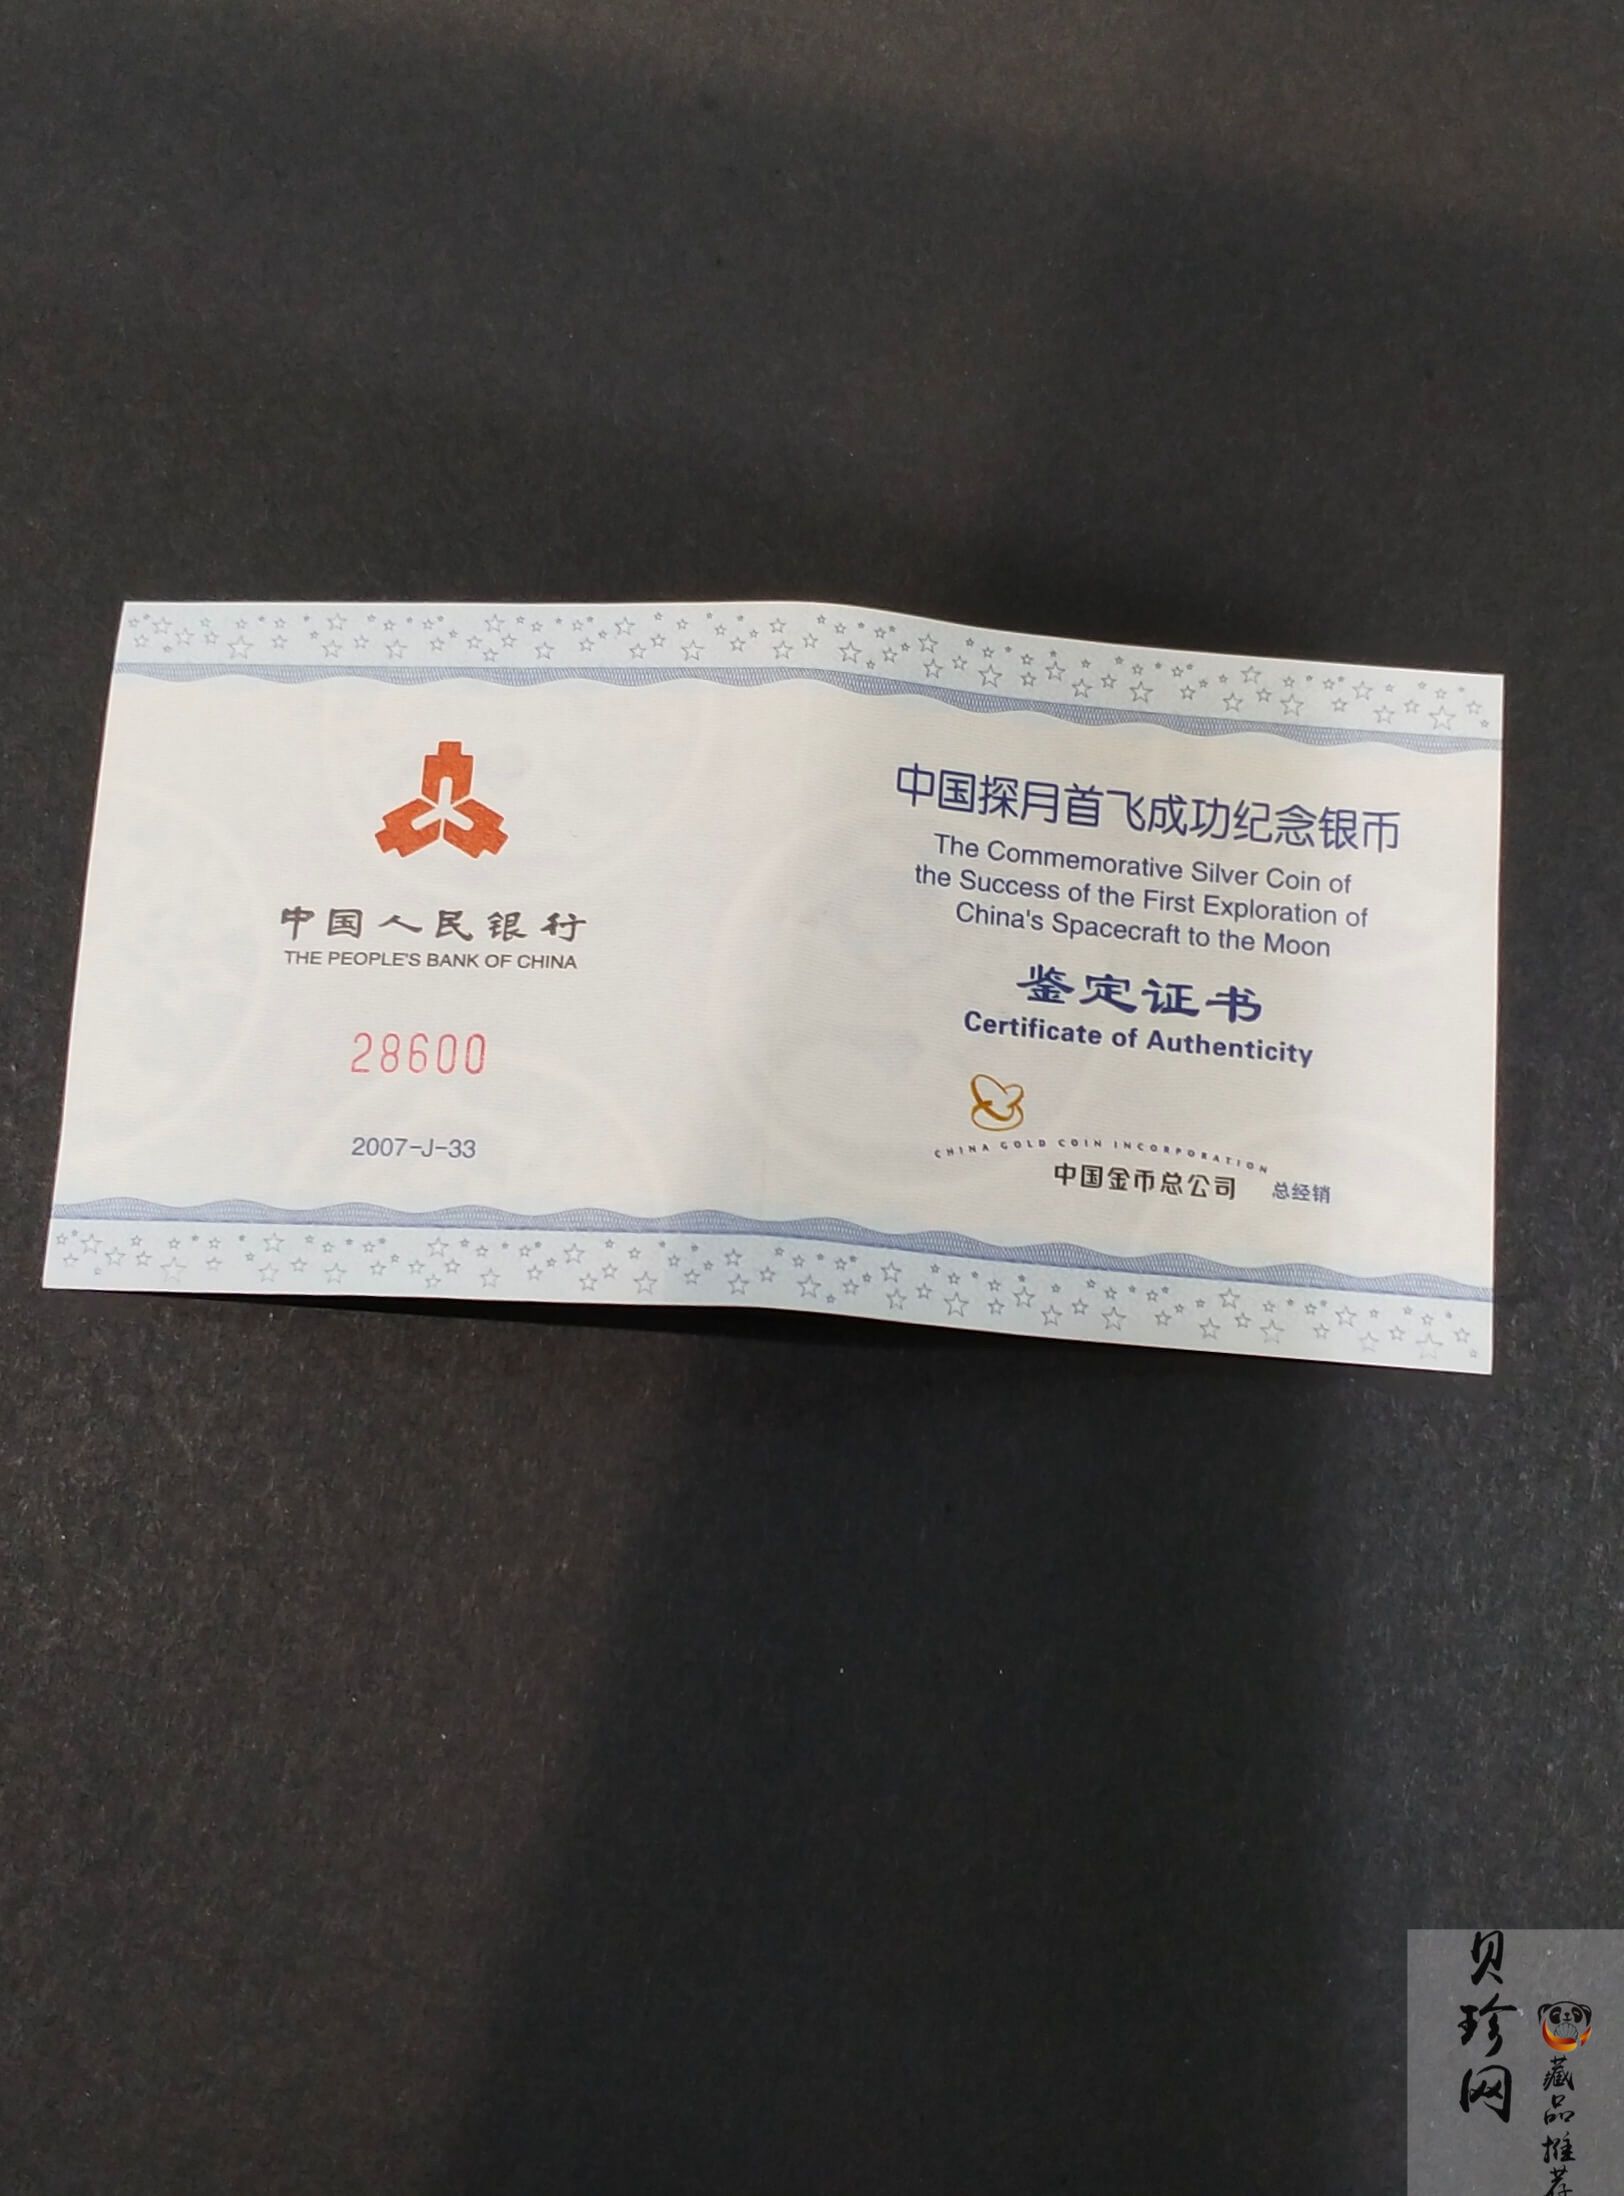 中国人民银行
THE PEOPLE'S BANK OF CHINA
28600
2007-J-33
中国探月首飞成功纪念银币
The Commemorative Silver Coin of
the Success of the First Exploration of
China's Spacecraft to the Moon
鉴定证书
Certificate of Authenticity
CHINA GOLD COIN INCORPORATION
中国金币总公司 总经销
贝珍网
藏品推荐